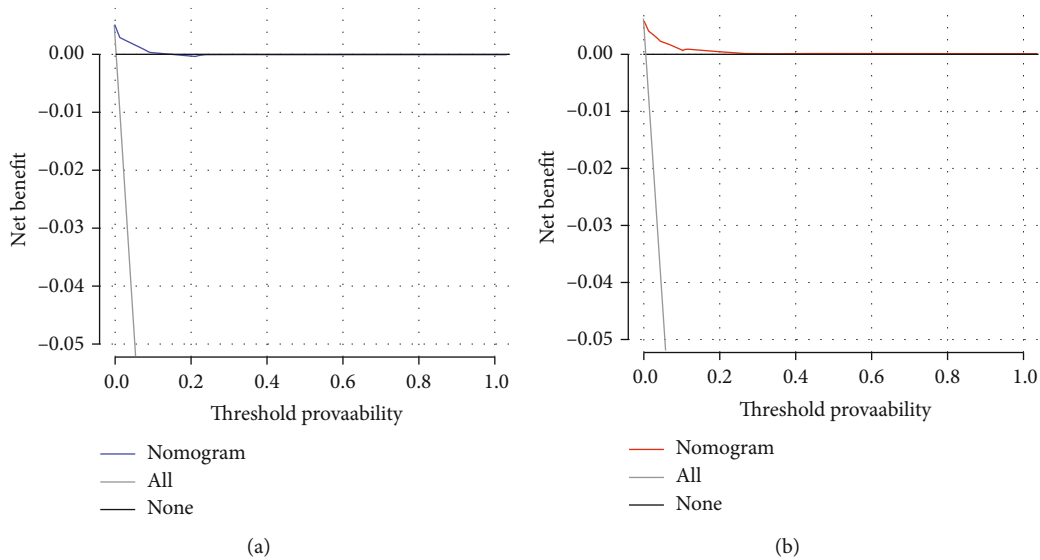 0.00
−0.01
−0.02
−0.03
−0.04
−0.05
Net benefit
0.0 0.2 0.4 0.6 0.8 1.0
Threshold provaability
Nomogram
All
None
(a)
0.00
−0.01
−0.02
−0.03
−0.04
−0.05
Net benefit
0.0 0.2 0.4 0.6 0.8 1.0
Threshold provaability
Nomogram
All
None
(b)